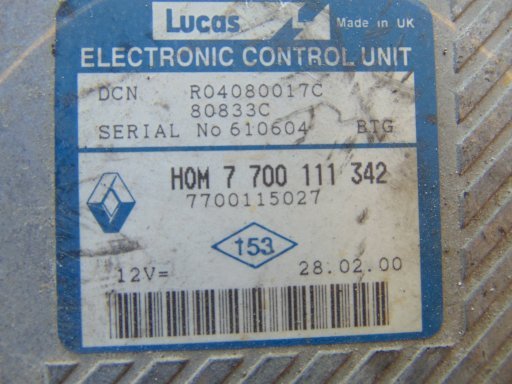 Lucas Made in UK
ELECTRONIC CONTROL UNIT
DCN R04080017C
80833C
SERIAL No 610604 BTG
HOM 7 700 111 342
7700115027
153
12V= 28.02.00